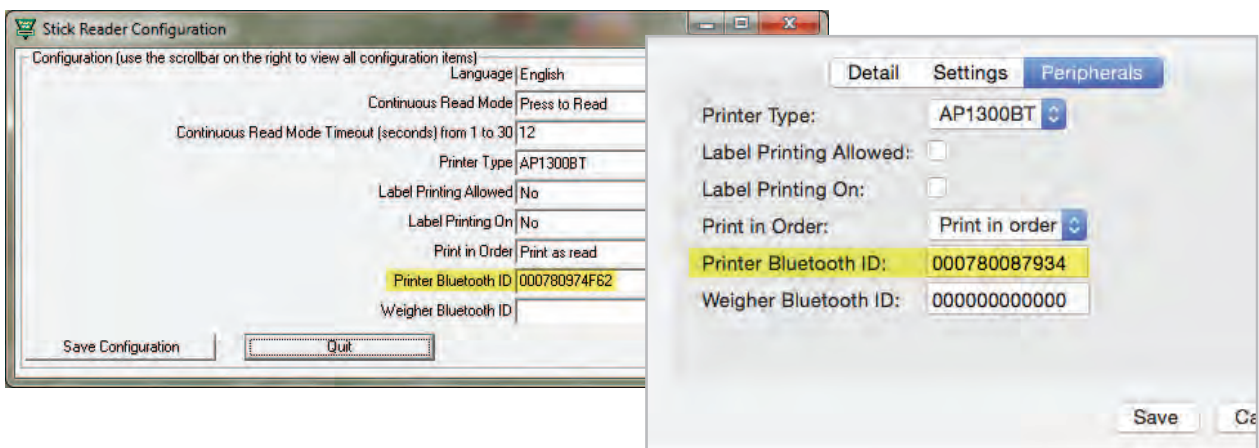 Stick Reader Configuration
Configuration (use the scrollbar on the right to view all configuration items)
Language English
Continuous Read Mode Press to Read
Continuous Read Mode Timeout (seconds) from 1 to 30 12
Printer Type AP1300BT
Label Printing Allowed No
Label Printing On No
Print in Order Print as read
Printer Bluetooth ID 000780974F62
Weigher Bluetooth ID
Save Configuration Quit
Detail Settings Peripherals
Printer Type: AP1300BT
Label Printing Allowed:
Label Printing On:
Print in Order: Print in order
Printer Bluetooth ID: 000780087934
Weigher Bluetooth ID: 000000000000
Save Ca